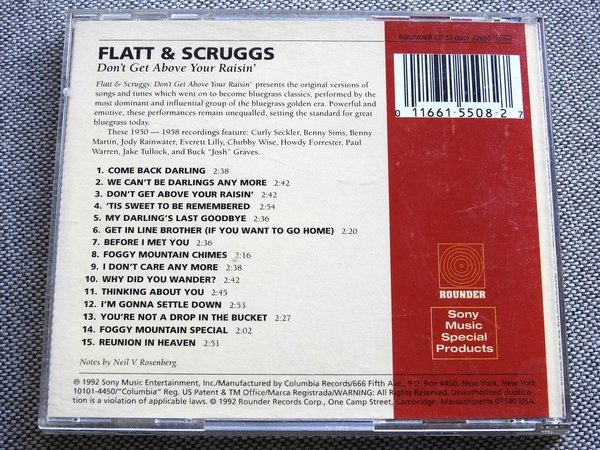 ROUNDER CD SS 08
FLATT & SCRUGGS
Don't Get Above Your Raisin'
Flatt & Scruggs: Don't Get Above Your Raisin' presents the original versions of
songs and tunes which went on to become bluegrass classics, performed by the
most dominant and influential group of the bluegrass golden era. Powerful and
emotive, these performances remain unequalled, setting the standard for great
bluegrass today.
These 1950 — 1958 recordings feature: Curly Seckler, Benny Sims, Benny
Martin, Jody Rainwater, Everett Lilly, Chubby Wise, Howdy Forrester, Paul
Warren, Jake Tullock, and Buck "Josh" Graves.
0 11661-5508-2 7
1. COME BACK DARLING 2:38
2. WE CAN'T BE DARLINGS ANY MORE 2:42
3. DON'T GET ABOVE YOUR RAISIN' 2:42
4. 'TIS SWEET TO BE REMEMBERED 2:54
5. MY DARLING'S LAST GOODBYE 2:36
6. GET IN LINE BROTHER (IF YOU WANT TO GO HOME) 2:20
7. BEFORE I MET YOU 2:36
8. FOGGY MOUNTAIN CHIMES 2:16
9. I DON'T CARE ANY MORE 2:38
10. WHY DID YOU WANDER? 2:42
11. THINKING ABOUT YOU 2:45
12. I'M GONNA SETTLE DOWN 2:53
13. YOU'RE NOT A DROP IN THE BUCKET 2:27
14. FOGGY MOUNTAIN SPECIAL 2:02
15. REUNION IN HEAVEN 2:51
Notes by Neil V. Rosenberg.
ROUNDER
Sony
Music
Special
Products
℗ 1992 Sony Music Entertainment, Inc./Manufactured by Columbia Records/666 Fifth Ave., P.O. Box 4450, New York, New York
10101-4450/"Columbia" Reg. US Patent & TM Office/Marca Registrada/WARNING: All Rights Reserved. Unauthorized duplica-
tion is a violation of applicable laws. © 1992 Rounder Records Corp., One Camp Street, Cambridge, Massachusetts 02140 USA.